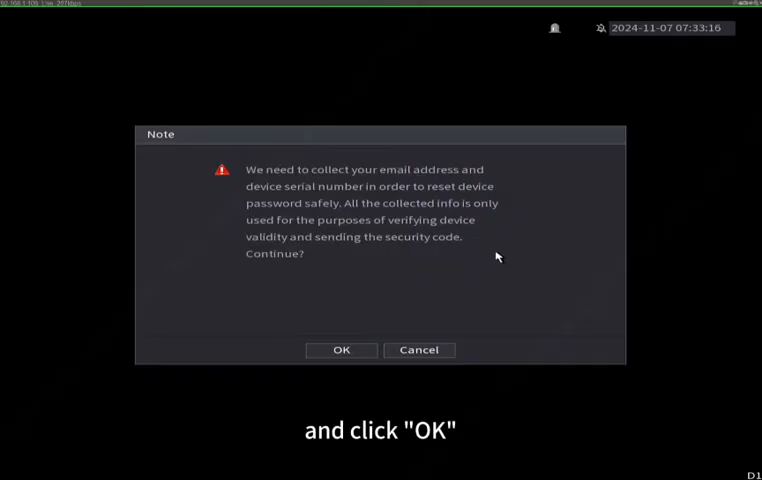 2024-11-07 07:33:16
Note
We need to collect your email address and
device serial number in order to reset device
password safely. All the collected info is only
used for the purposes of verifying device
validity and sending the security code.
Continue?
OK Cancel
and click "OK"
D1